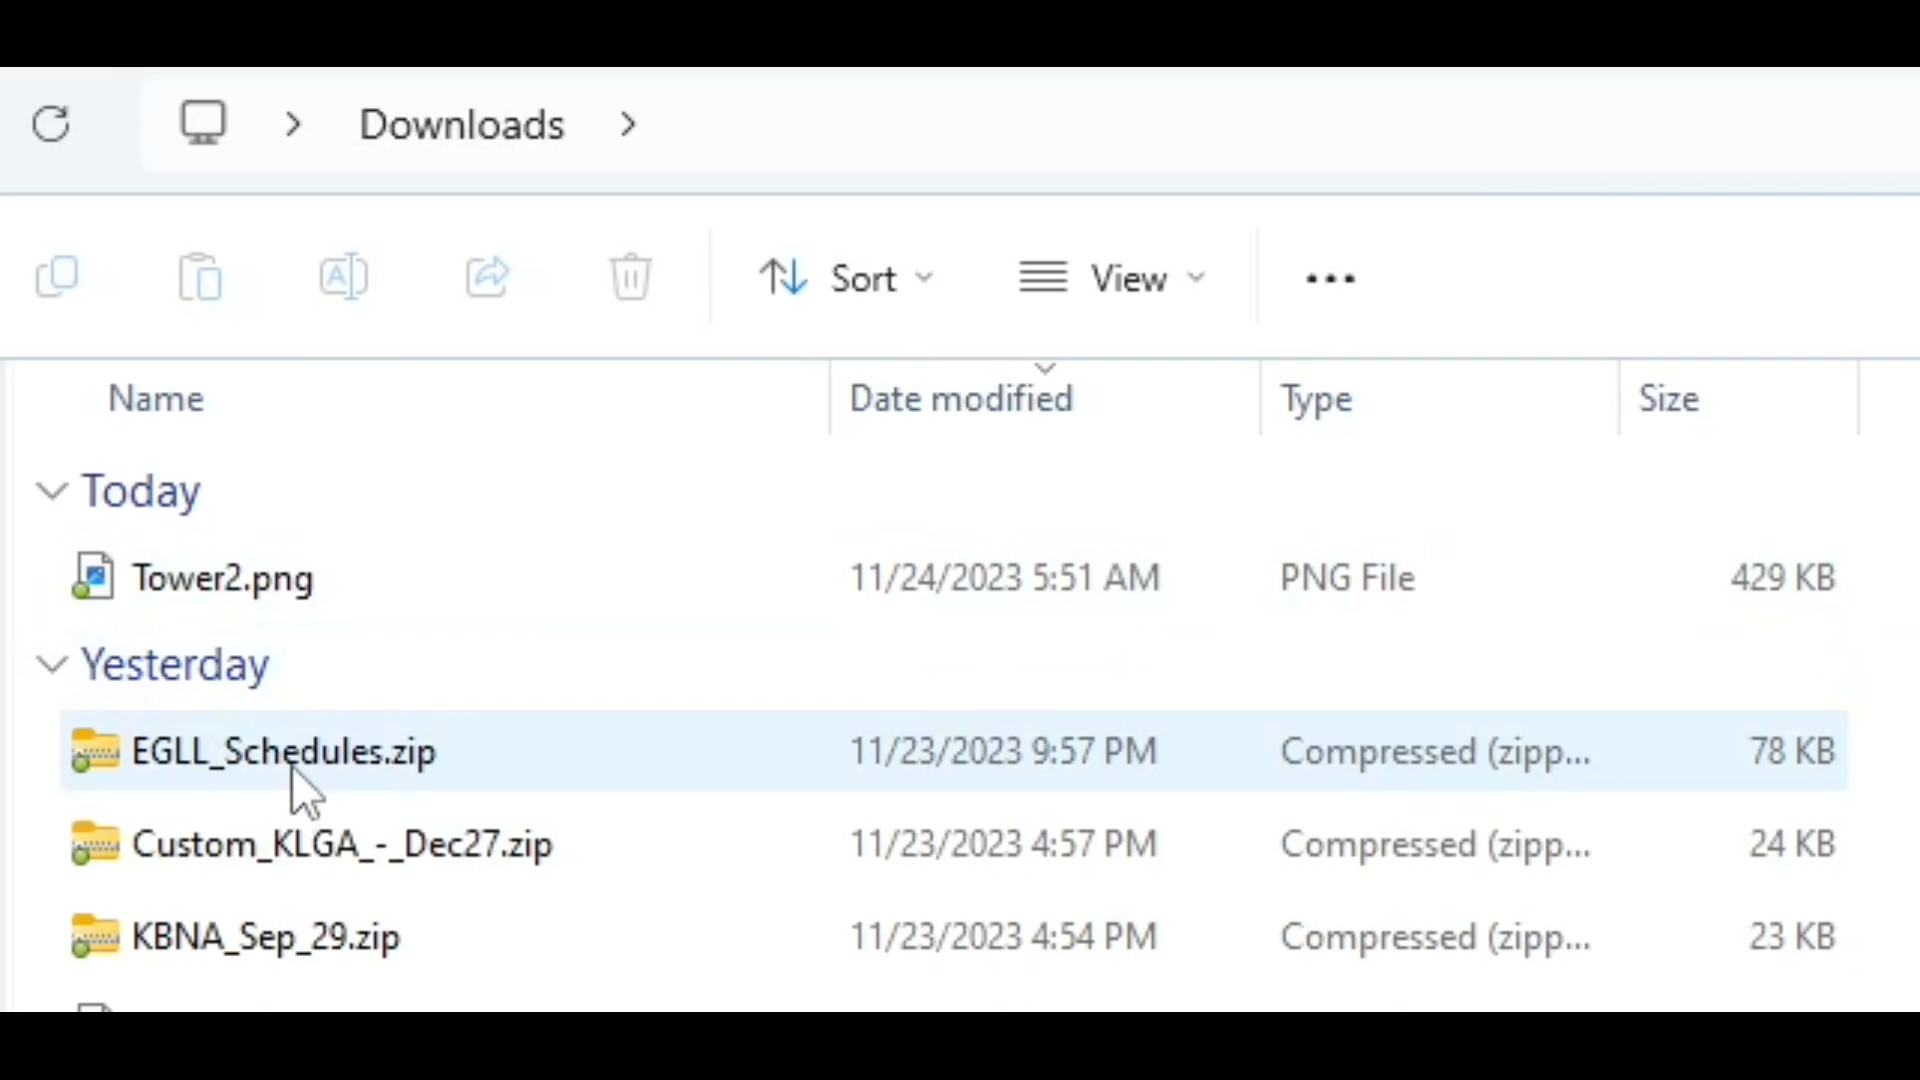 Downloads
Sort View
Name Date modified Type Size
Today
Tower2.png 11/24/2023 5:51 AM PNG File 429 KB
Yesterday
EGLL_Schedules.zip 11/23/2023 9:57 PM Compressed (zipp... 78 KB
Custom_KLGA_-_Dec27.zip 11/23/2023 4:57 PM Compressed (zipp... 24 KB
KBNA_Sep_29.zip 11/23/2023 4:54 PM Compressed (zipp... 23 KB